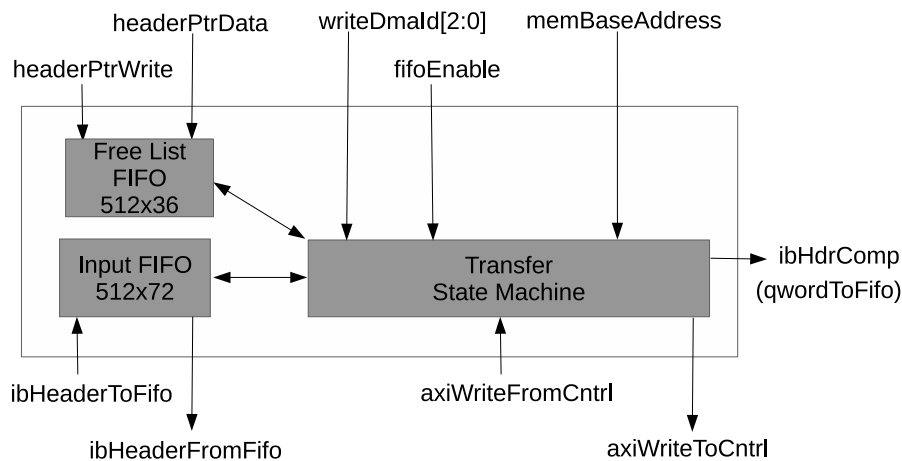 headerPtrData
writeDmaId[2:0]
memBaseAddress
headerPtrWrite
fifoEnable
Free List
FIFO
512x36
Input FIFO
512x72
Transfer
State Machine
ibHdrComp
(qwordToFifo)
ibHeaderToFifo
axiWriteFromCntrl
ibHeaderFromFifo
axiWriteToCntrl